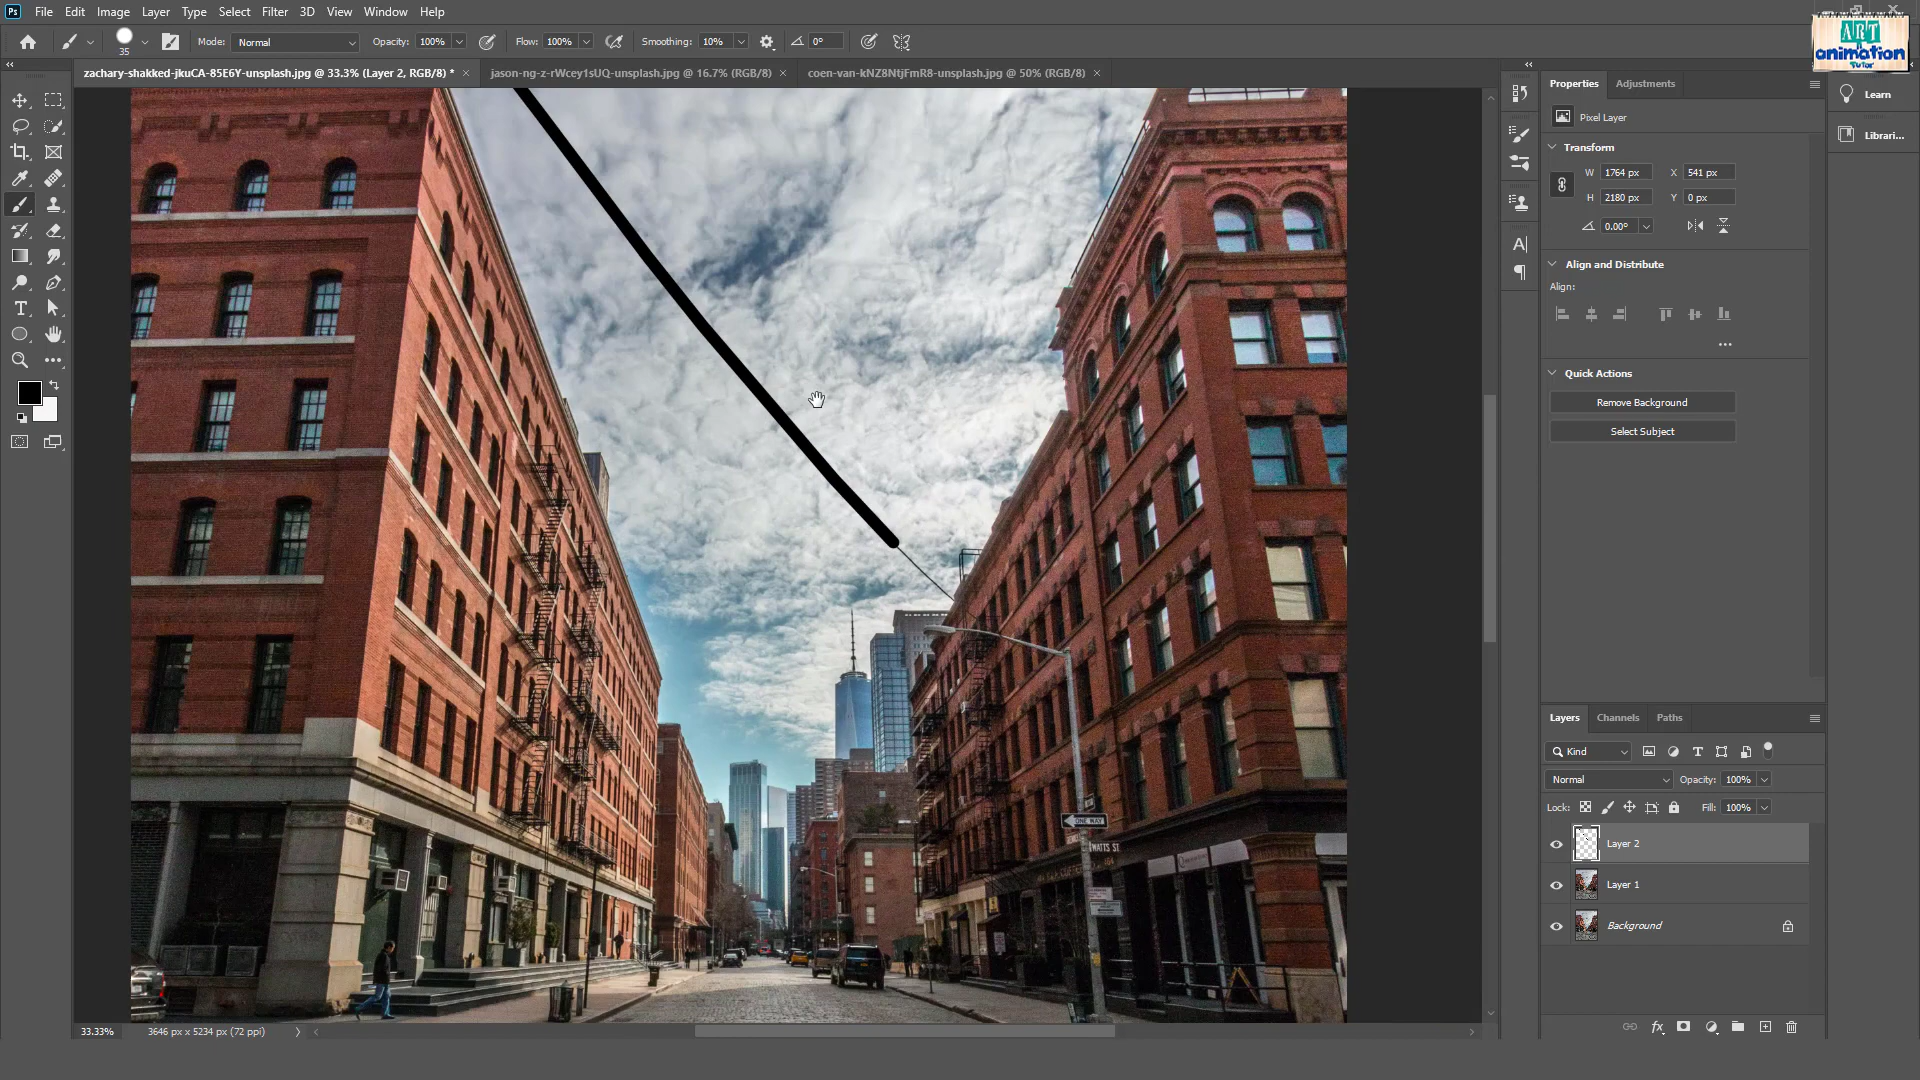 Ps File Edit Image Layer Type Select Filter 3D View Window Help
ART
animation
Tutor
35 Mode: Normal Opacity: 100% Flow: 100% Smoothing: 10% 0°
zachary-shakked-jkuCA-85E6Y-unsplash.jpg @ 33.3% (Layer 2, RGB/8) * × jason-ng-z-rWcey1sUQ-unsplash.jpg @ 16.7% (RGB/8) × coen-van-kNZ8NtjFmR8-unsplash.jpg @ 50% (RGB/8) ×
Properties Adjustments
Learn
Pixel Layer
Librari...
Transform
W 1764 px X 541 px
H 2180 px Y 0 px
0.00°
Align and Distribute
Align:
Quick Actions
Remove Background
Select Subject
Layers Channels Paths
Kind
Normal Opacity: 100%
Lock: Fill: 100%
Layer 2
Layer 1
Background
ONE WAY
WATTS ST
33.33% 3646 px x 5234 px (72 ppi)